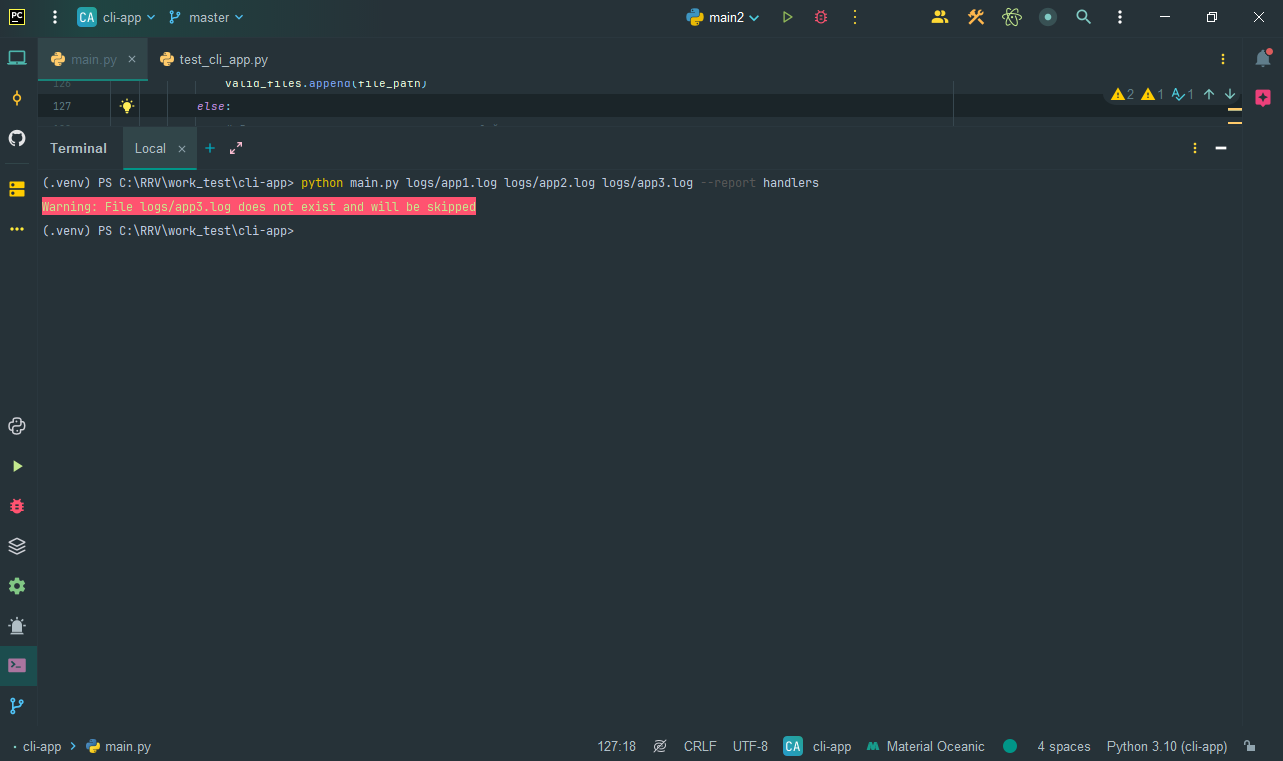 PC CA cli-app master main2
main.py test_cli_app.py
126 valid_files.append(file_path)
127 else: 2 1 1
Terminal Local
(.venv) PS C:\RRV\work_test\cli-app> python main.py logs/app1.log logs/app2.log logs/app3.log --report handlers
Warning: File logs/app3.log does not exist and will be skipped
(.venv) PS C:\RRV\work_test\cli-app>
cli-app main.py 127:18 CRLF UTF-8 CA cli-app Material Oceanic 4 spaces Python 3.10 (cli-app)